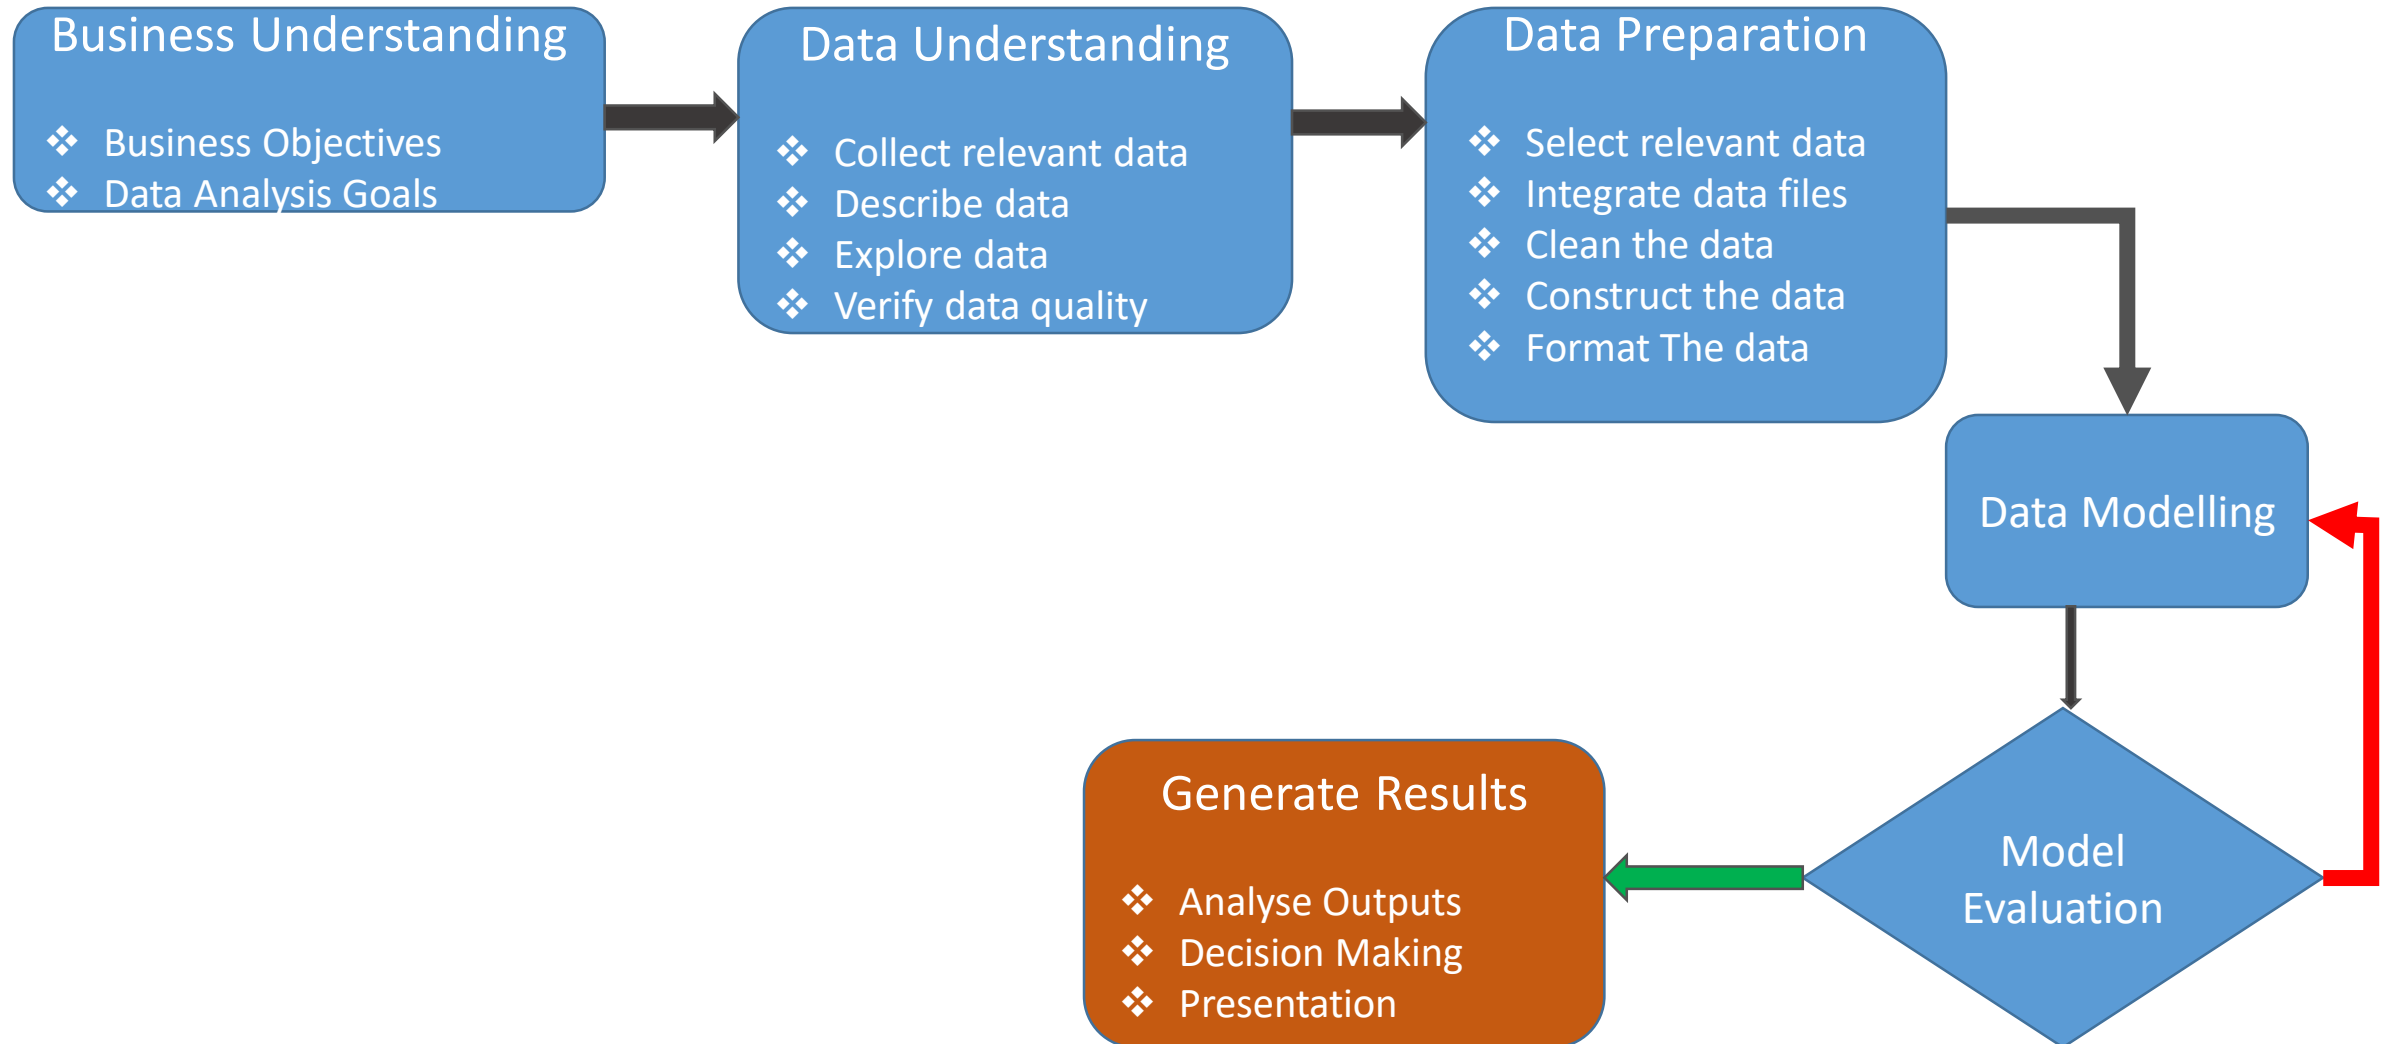 Business Understanding
❖ Business Objectives
❖ Data Analysis Goals
Data Understanding
❖ Collect relevant data
❖ Describe data
❖ Explore data
❖ Verify data quality
Data Preparation
❖ Select relevant data
❖ Integrate data files
❖ Clean the data
❖ Construct the data
❖ Format The data
Data Modelling
Model
Evaluation
Generate Results
❖ Analyse Outputs
❖ Decision Making
❖ Presentation